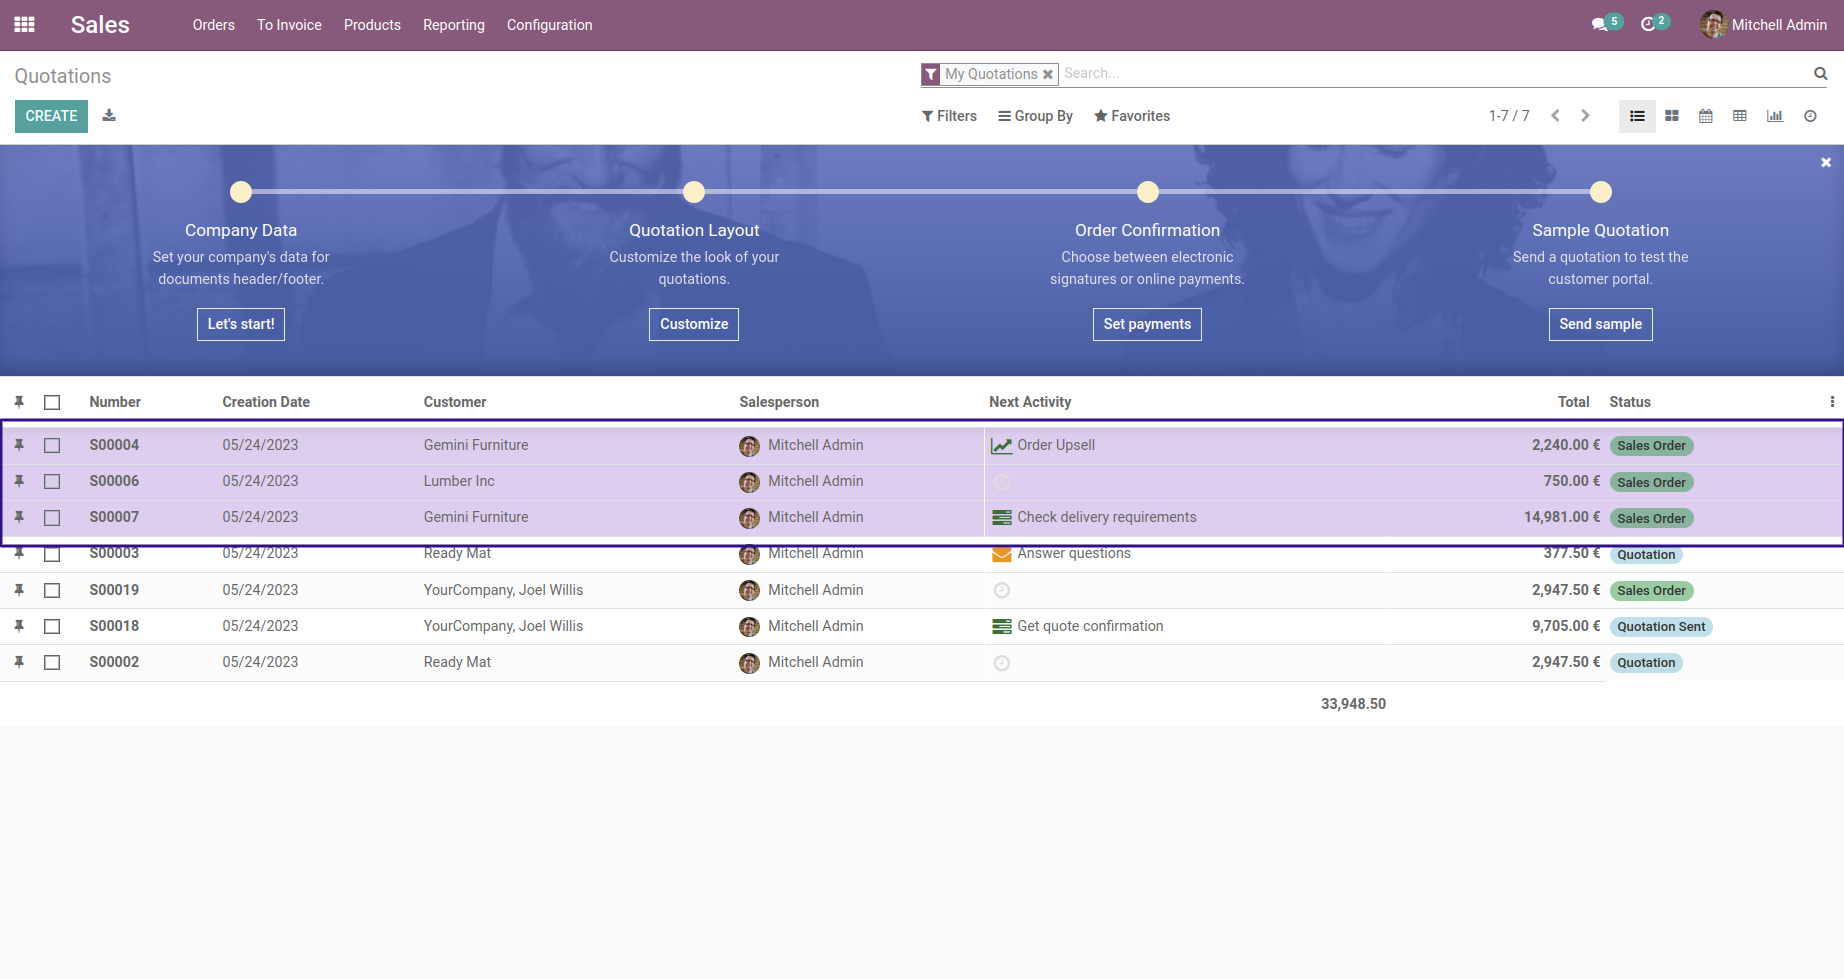 Sales Orders To Invoice Products Reporting Configuration 5 2 Mitchell Admin
Quotations My Quotations Search...
CREATE Filters Group By Favorites 1-7 / 7
Company Data Quotation Layout Order Confirmation Sample Quotation
Set your company's data for Customize the look of your Choose between electronic Send a quotation to test the
documents header/footer. quotations. signatures or online payments. customer portal.
Let's start! Customize Set payments Send sample
Number Creation Date Customer Salesperson Next Activity Total Status
S00004 05/24/2023 Gemini Furniture Mitchell Admin Order Upsell 2,240.00 € Sales Order
S00006 05/24/2023 Lumber Inc Mitchell Admin 750.00 € Sales Order
S00007 05/24/2023 Gemini Furniture Mitchell Admin Check delivery requirements 14,981.00 € Sales Order
S00003 05/24/2023 Ready Mat Mitchell Admin Answer questions 377.50 € Quotation
S00019 05/24/2023 YourCompany, Joel Willis Mitchell Admin 2,947.50 € Sales Order
S00018 05/24/2023 YourCompany, Joel Willis Mitchell Admin Get quote confirmation 9,705.00 € Quotation Sent
S00002 05/24/2023 Ready Mat Mitchell Admin 2,947.50 € Quotation
33,948.50